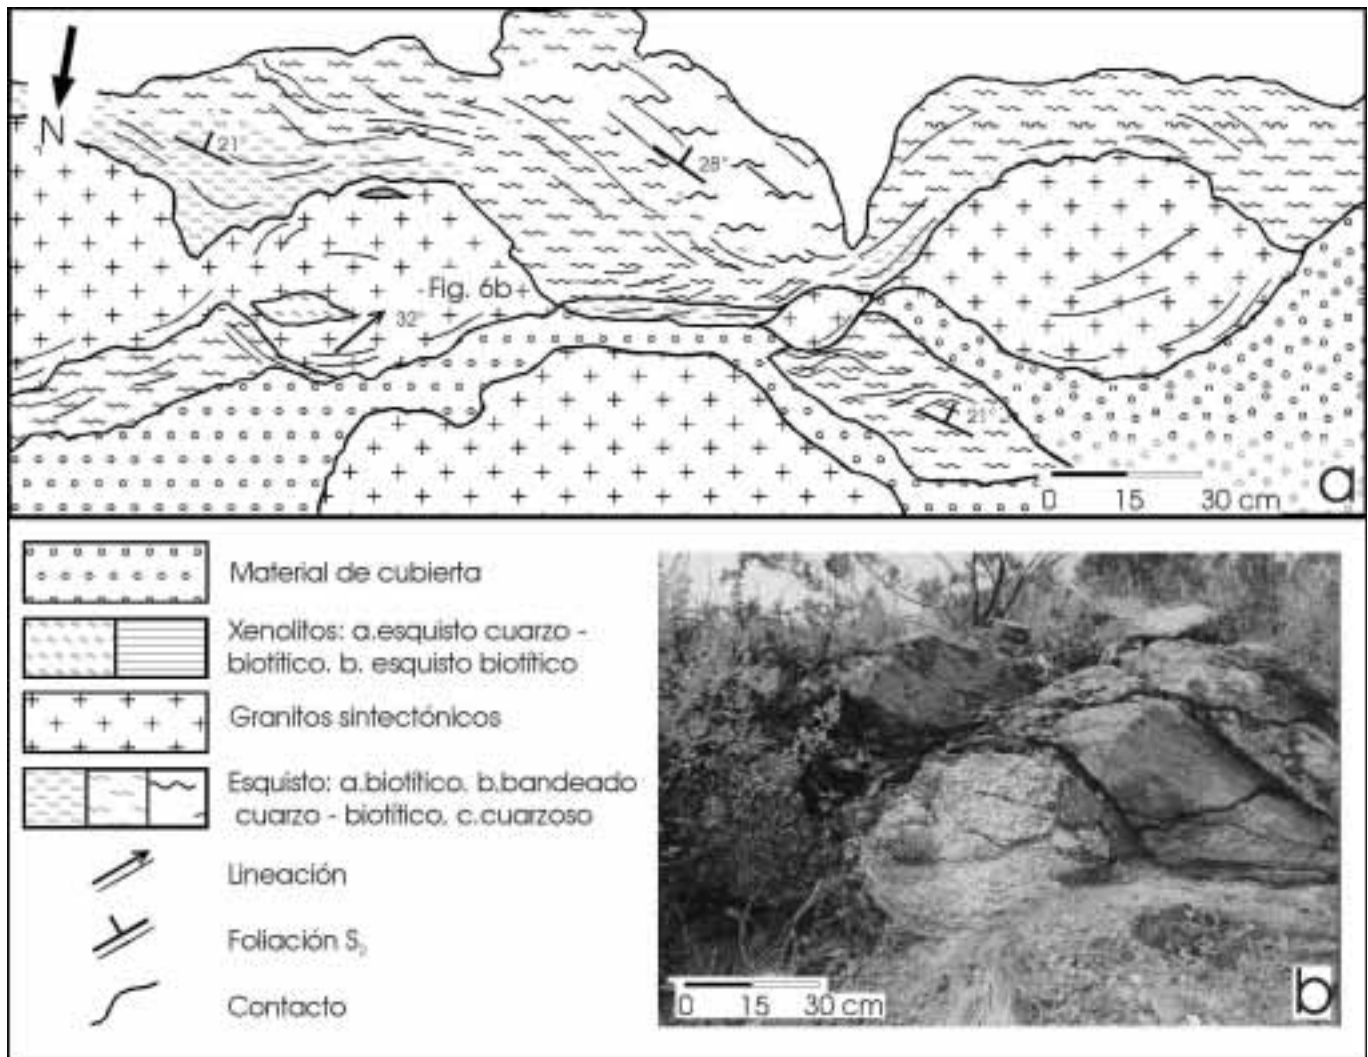 N
21°
28°
Fig. 6b
32°
21°
0 15 30 cm
a
Material de cubierta
Xenolitos: a.esquisto cuarzo -
biotítico. b. esquisto biotítico
Granitos sintectónicos
Esquisto: a.biotítico. b.bandeado
cuarzo - biotítico, c.cuarzoso
Lineación
Foliación S₂
Contacto
0 15 30 cm
b